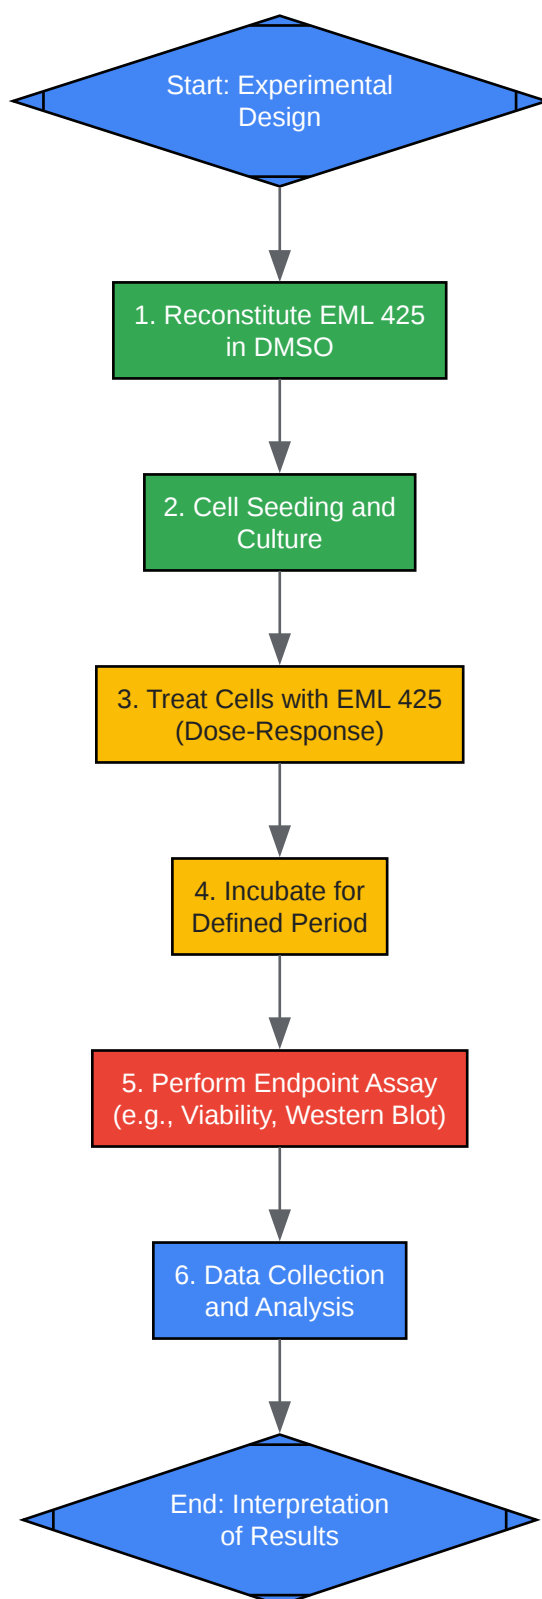 Start: Experimental
Design
1. Reconstitute EML 425
in DMSO
2. Cell Seeding and
Culture
3. Treat Cells with EML 425
(Dose-Response)
4. Incubate for
Defined Period
5. Perform Endpoint Assay
(e.g., Viability, Western Blot)
6. Data Collection
and Analysis
End: Interpretation
of Results